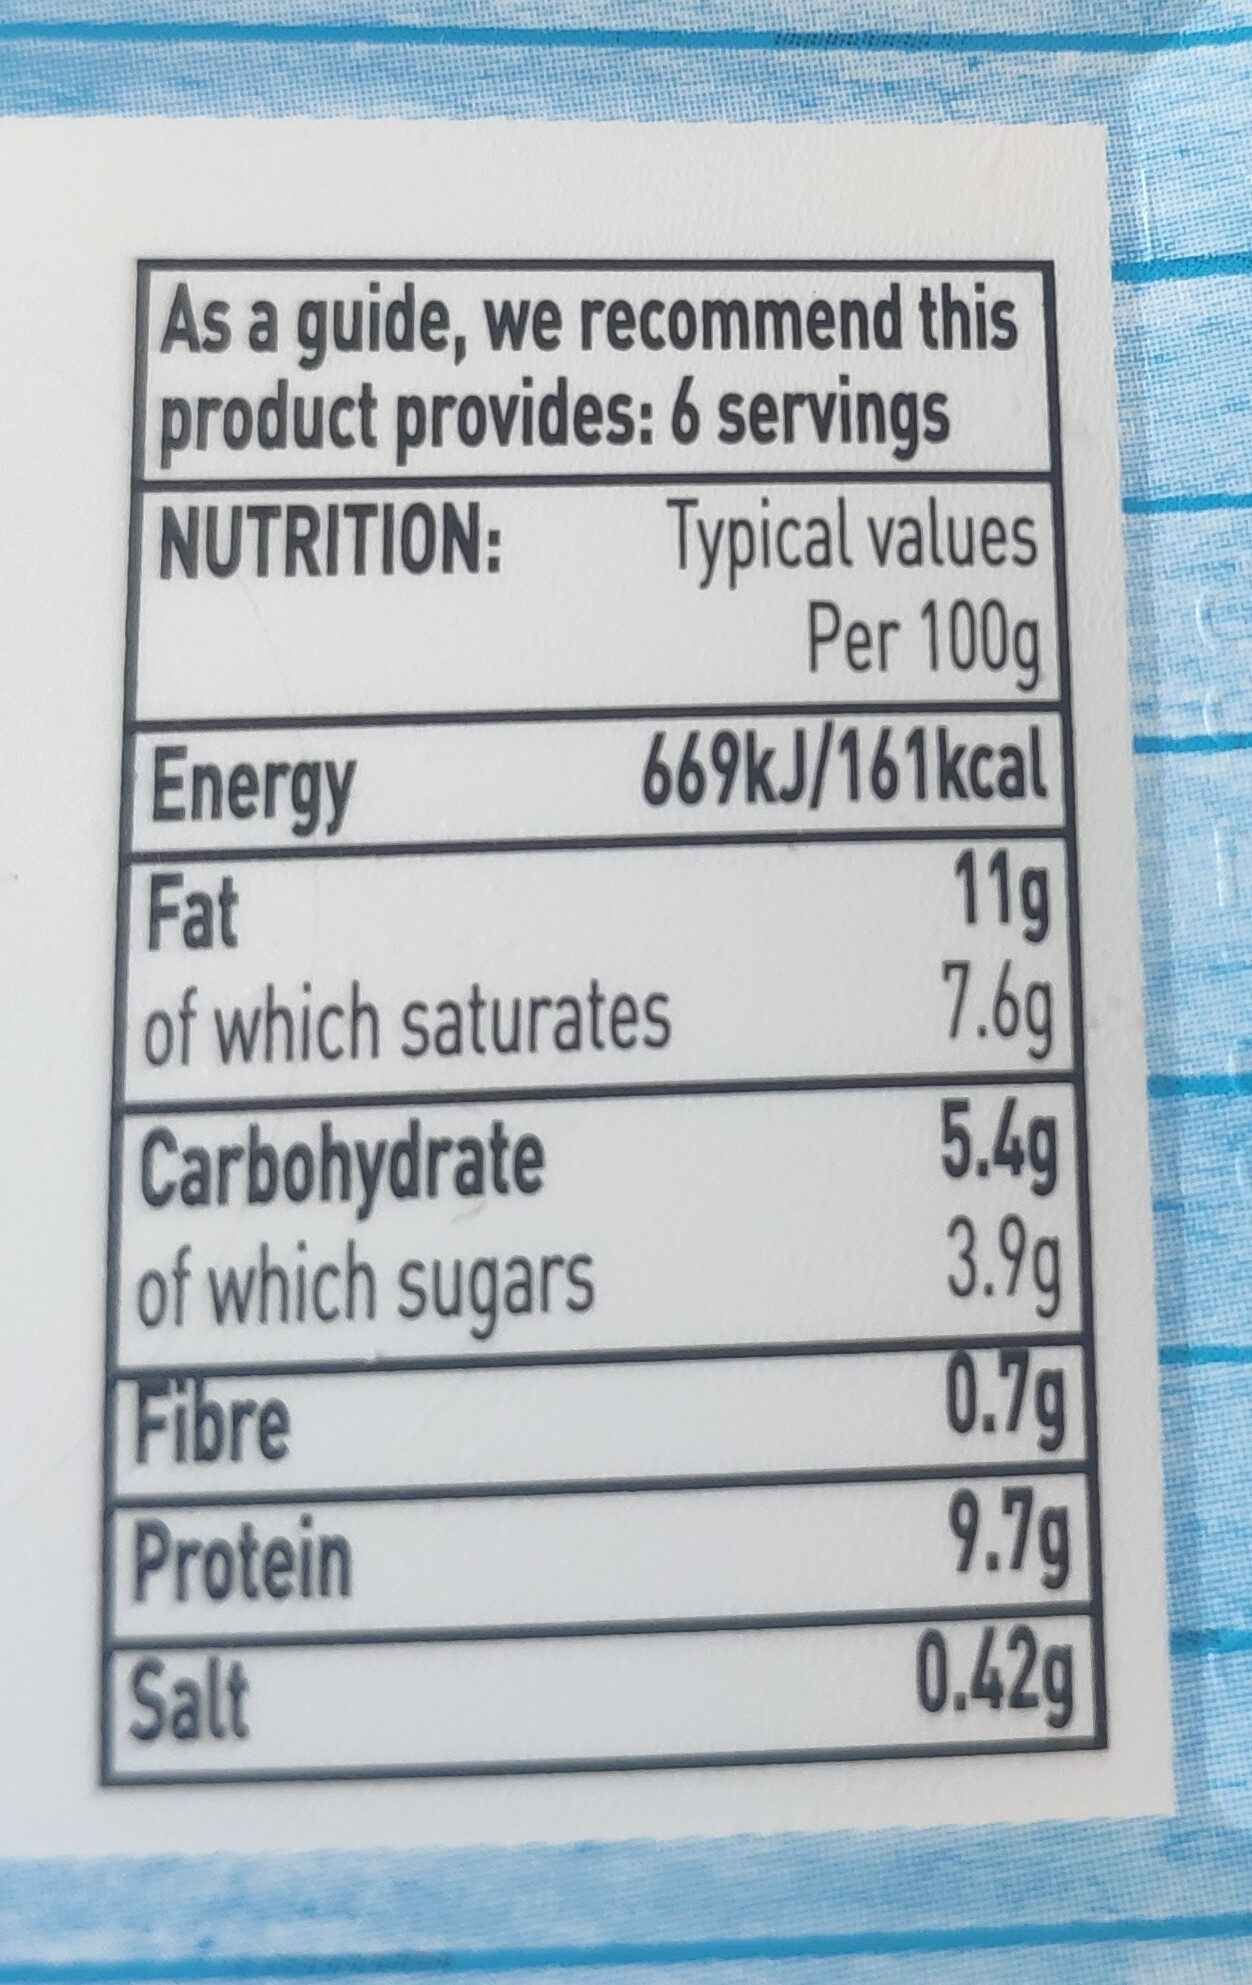 As a guide, we recommend this
product provides: 6 servings
NUTRITION: Typical values
Per 100g
Energy 669kJ/161kcal
Fat 11g
of which saturates 7.6g
Carbohydrate 5.4g
of which sugars 3.9g
Fibre 0.7g
Protein 9.7g
Salt 0.42g